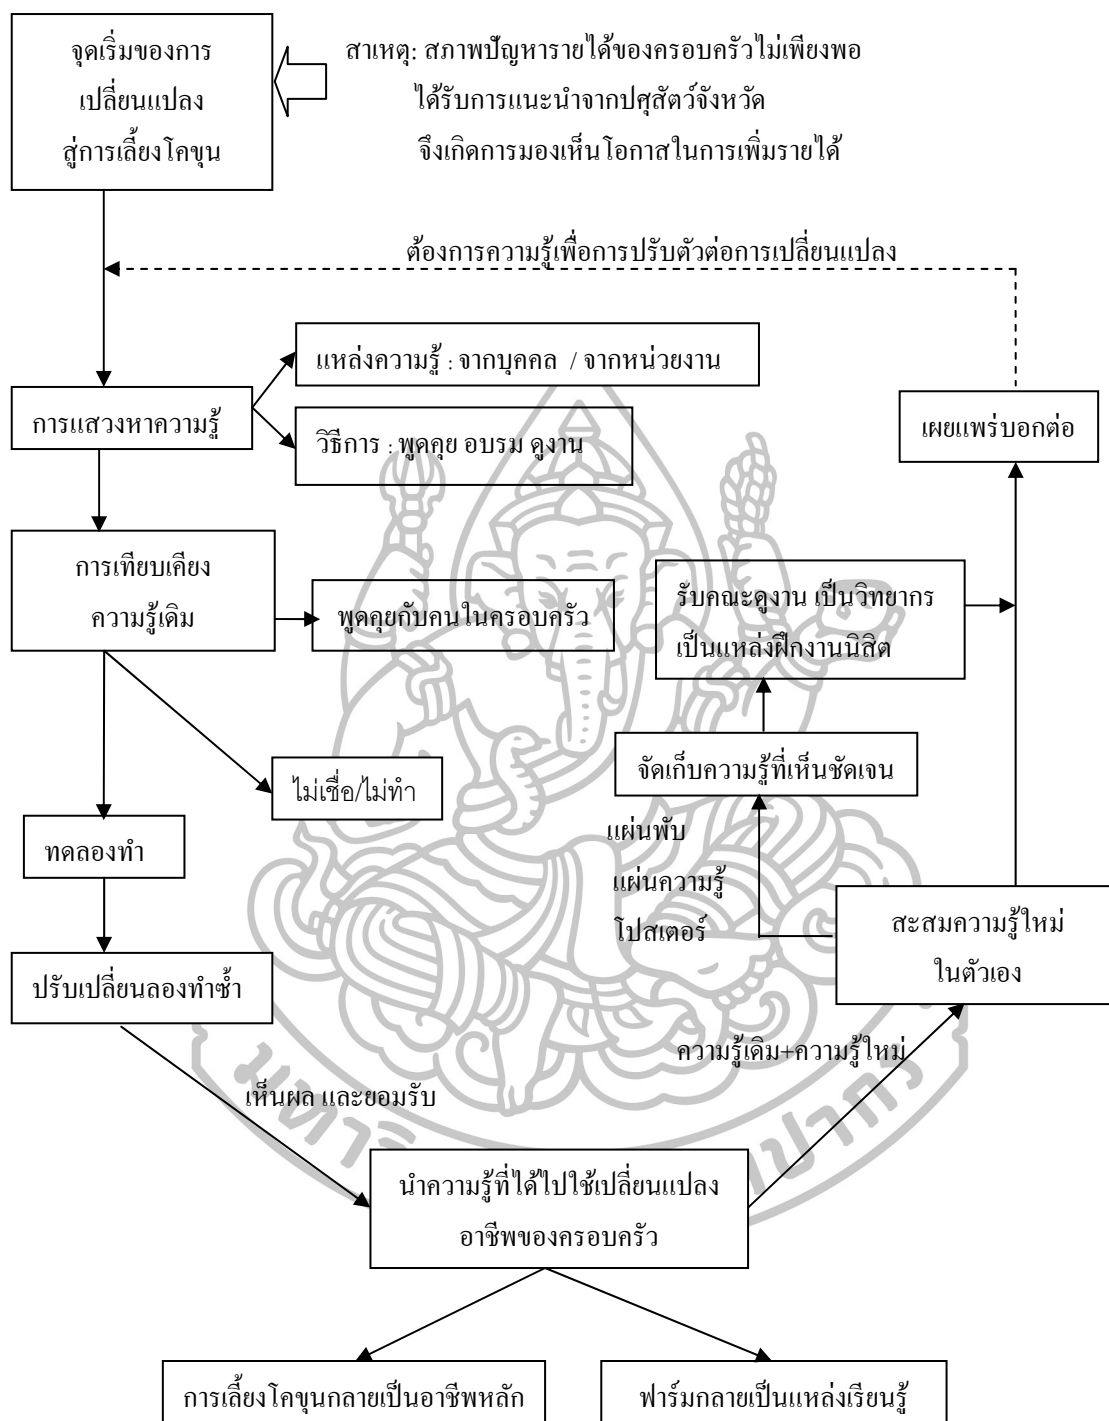 จุดเริ่มของการ
เปลี่ยนแปลง
สู่การเลี้ยงโคขุน
สาเหตุ: สภาพปัญหารายได้ของครอบครัวไม่เพียงพอ
ได้รับการแนะนำจากปศุสัตว์จังหวัด
จึงเกิดการมองเห็นโอกาสในการเพิ่มรายได้
ต้องการความรู้เพื่อการปรับตัวต่อการเปลี่ยนแปลง
แหล่งความรู้ : จากบุคคล / จากหน่วยงาน
การแสวงหาความรู้
วิธีการ : พูดคุย อบรม ดูงาน
เผยแพร่บอกต่อ
การเทียบเคียง
ความรู้เดิม
พูดคุยกับคนในครอบครัว
รับคณะดูงาน เป็นวิทยากร
เป็นแหล่งฝึกงานนิสิต
ไม่เชื่อ/ไม่ทำ
จัดเก็บความรู้ที่เห็นชัดเจน
ทดลองทำ
แผ่นพับ
แผ่นความรู้
โปสเตอร์
สะสมความรู้ใหม่
ในตัวเอง
ปรับเปลี่ยนลองทำซ้ำ
ความรู้เดิม+ความรู้ใหม่
เห็นผล และยอมรับ
นำความรู้ที่ได้ไปใช้เปลี่ยนแปลง
อาชีพของครอบครัว
การเลี้ยงโคขุนกลายเป็นอาชีพหลัก
ฟาร์มกลายเป็นแหล่งเรียนรู้